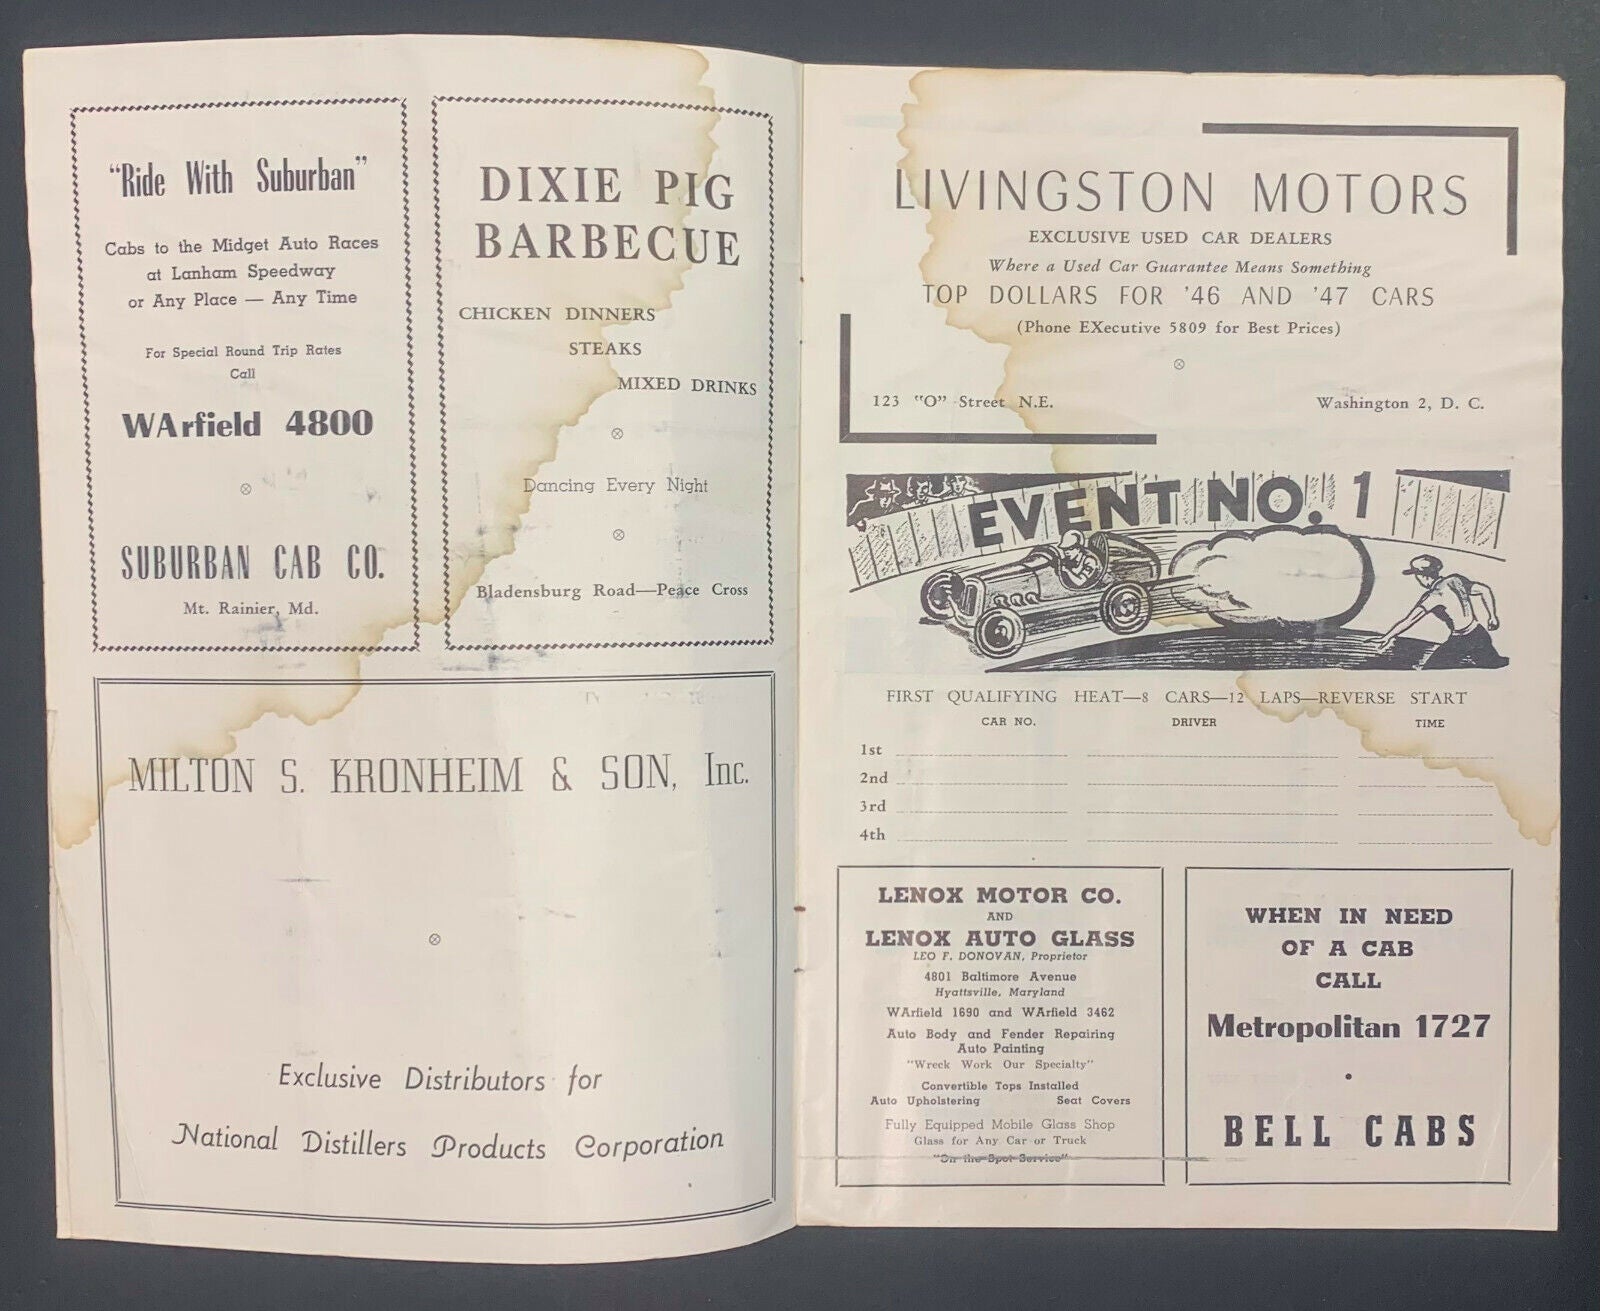 "Ride With Suburban"
Cabs to the Midget Auto Races
at Lanham Speedway
or Any Place — Any Time
For Special Round Trip Rates
Call
WArfield 4800
SUBURBAN CAB CO.
Mt. Rainier, Md.
DIXIE PIG
BARBECUE
CHICKEN DINNERS
STEAKS
MIXED DRINKS
Dancing Every Night
Bladensburg Road—Peace Cross
MILTON S. KRONHEIM & SON, Inc.
Exclusive Distributors for
National Distillers Products Corporation
LIVINGSTON MOTORS
EXCLUSIVE USED CAR DEALERS
Where a Used Car Guarantee Means Something
TOP DOLLARS FOR '46 AND '47 CARS
(Phone EXecutive 5809 for Best Prices)
123 "O" Street N.E. Washington 2, D. C.
EVENT NO. 1
FIRST QUALIFYING HEAT—8 CARS—12 LAPS—REVERSE START
CAR NO. DRIVER TIME
1st
2nd
3rd
4th
LENOX MOTOR CO.
AND
LENOX AUTO GLASS
LEO F. DONOVAN, Proprietor
4801 Baltimore Avenue
Hyattsville, Maryland
WArfield 1690 and WArfield 3462
Auto Body and Fender Repairing
Auto Painting
"Wreck Work Our Specialty"
Convertible Tops Installed
Auto Upholstering Seat Covers
Fully Equipped Mobile Glass Shop
Glass for Any Car or Truck
"On the Spot Service"
WHEN IN NEED
OF A CAB
CALL
Metropolitan 1727
BELL CABS